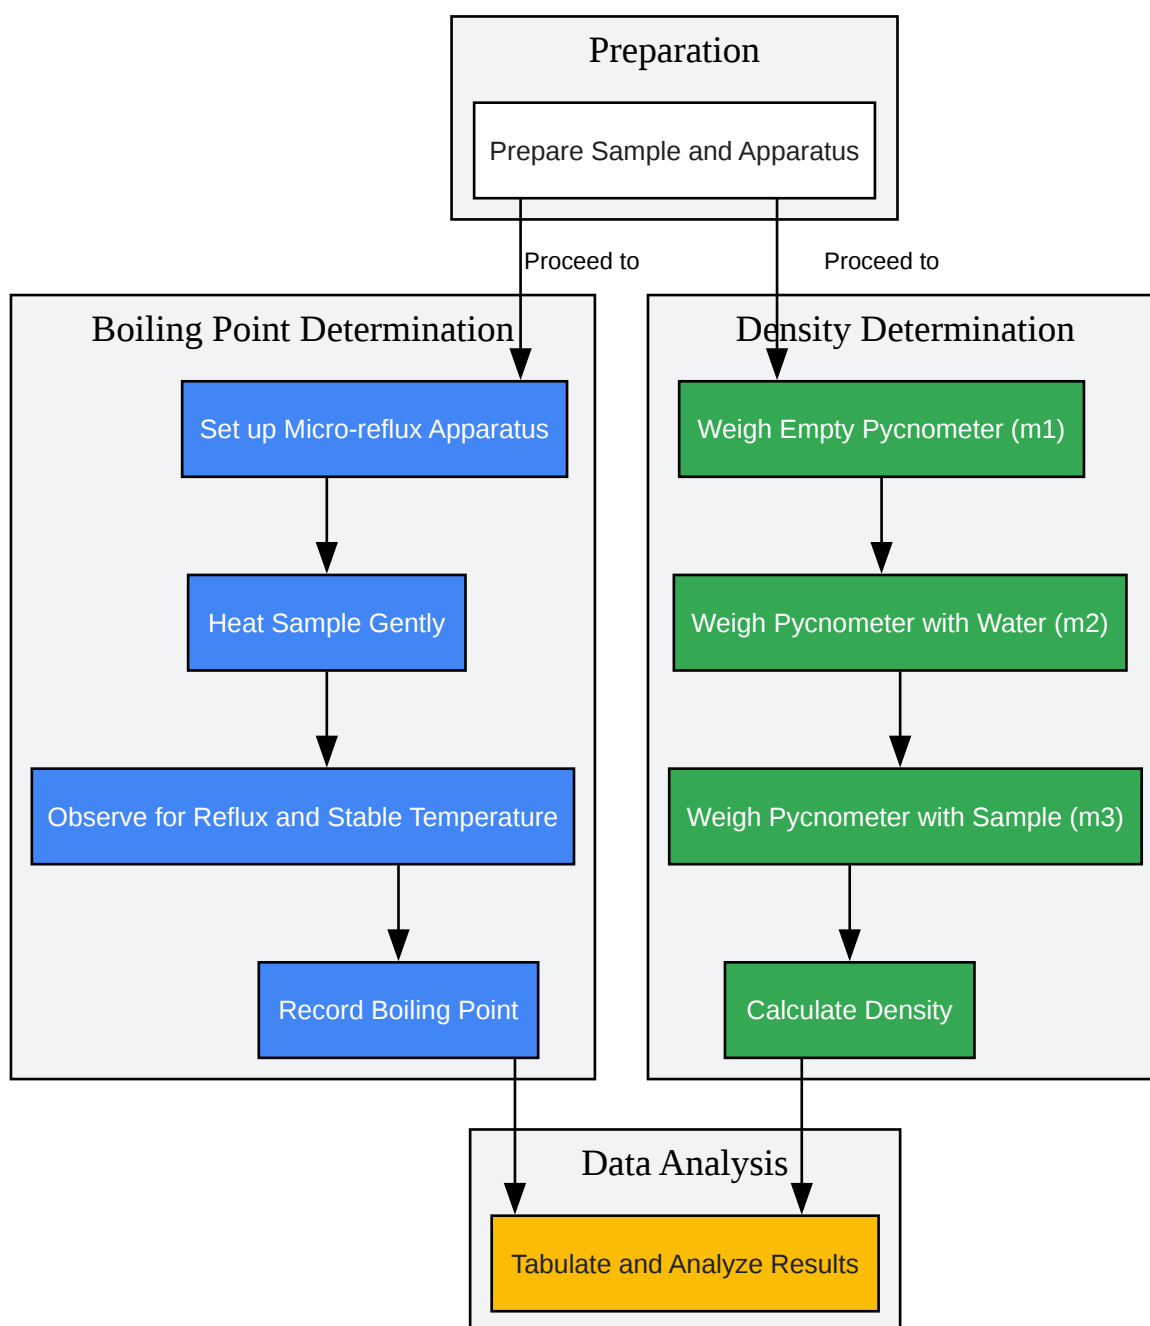 Preparation
Prepare Sample and Apparatus
Proceed to
Proceed to
Boiling Point Determination
Set up Micro-reflux Apparatus
Heat Sample Gently
Observe for Reflux and Stable Temperature
Record Boiling Point
Density Determination
Weigh Empty Pycnometer (m1)
Weigh Pycnometer with Water (m2)
Weigh Pycnometer with Sample (m3)
Calculate Density
Data Analysis
Tabulate and Analyze Results